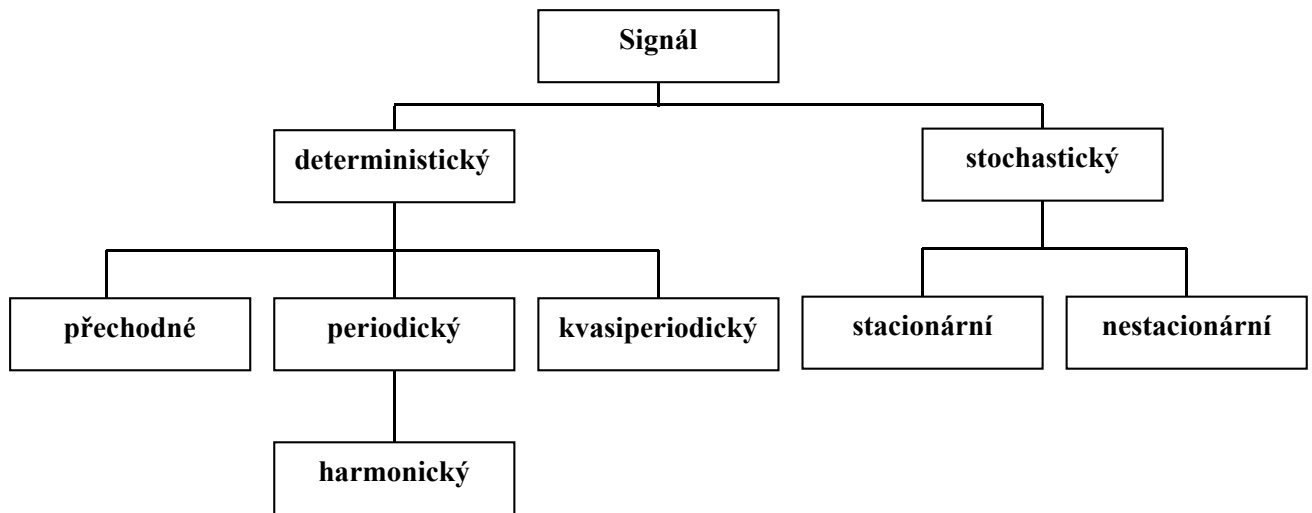 Signál
deterministický
stochastický
přechodné
periodický
kvasiperiodický
stacionární
nestacionární
harmonický